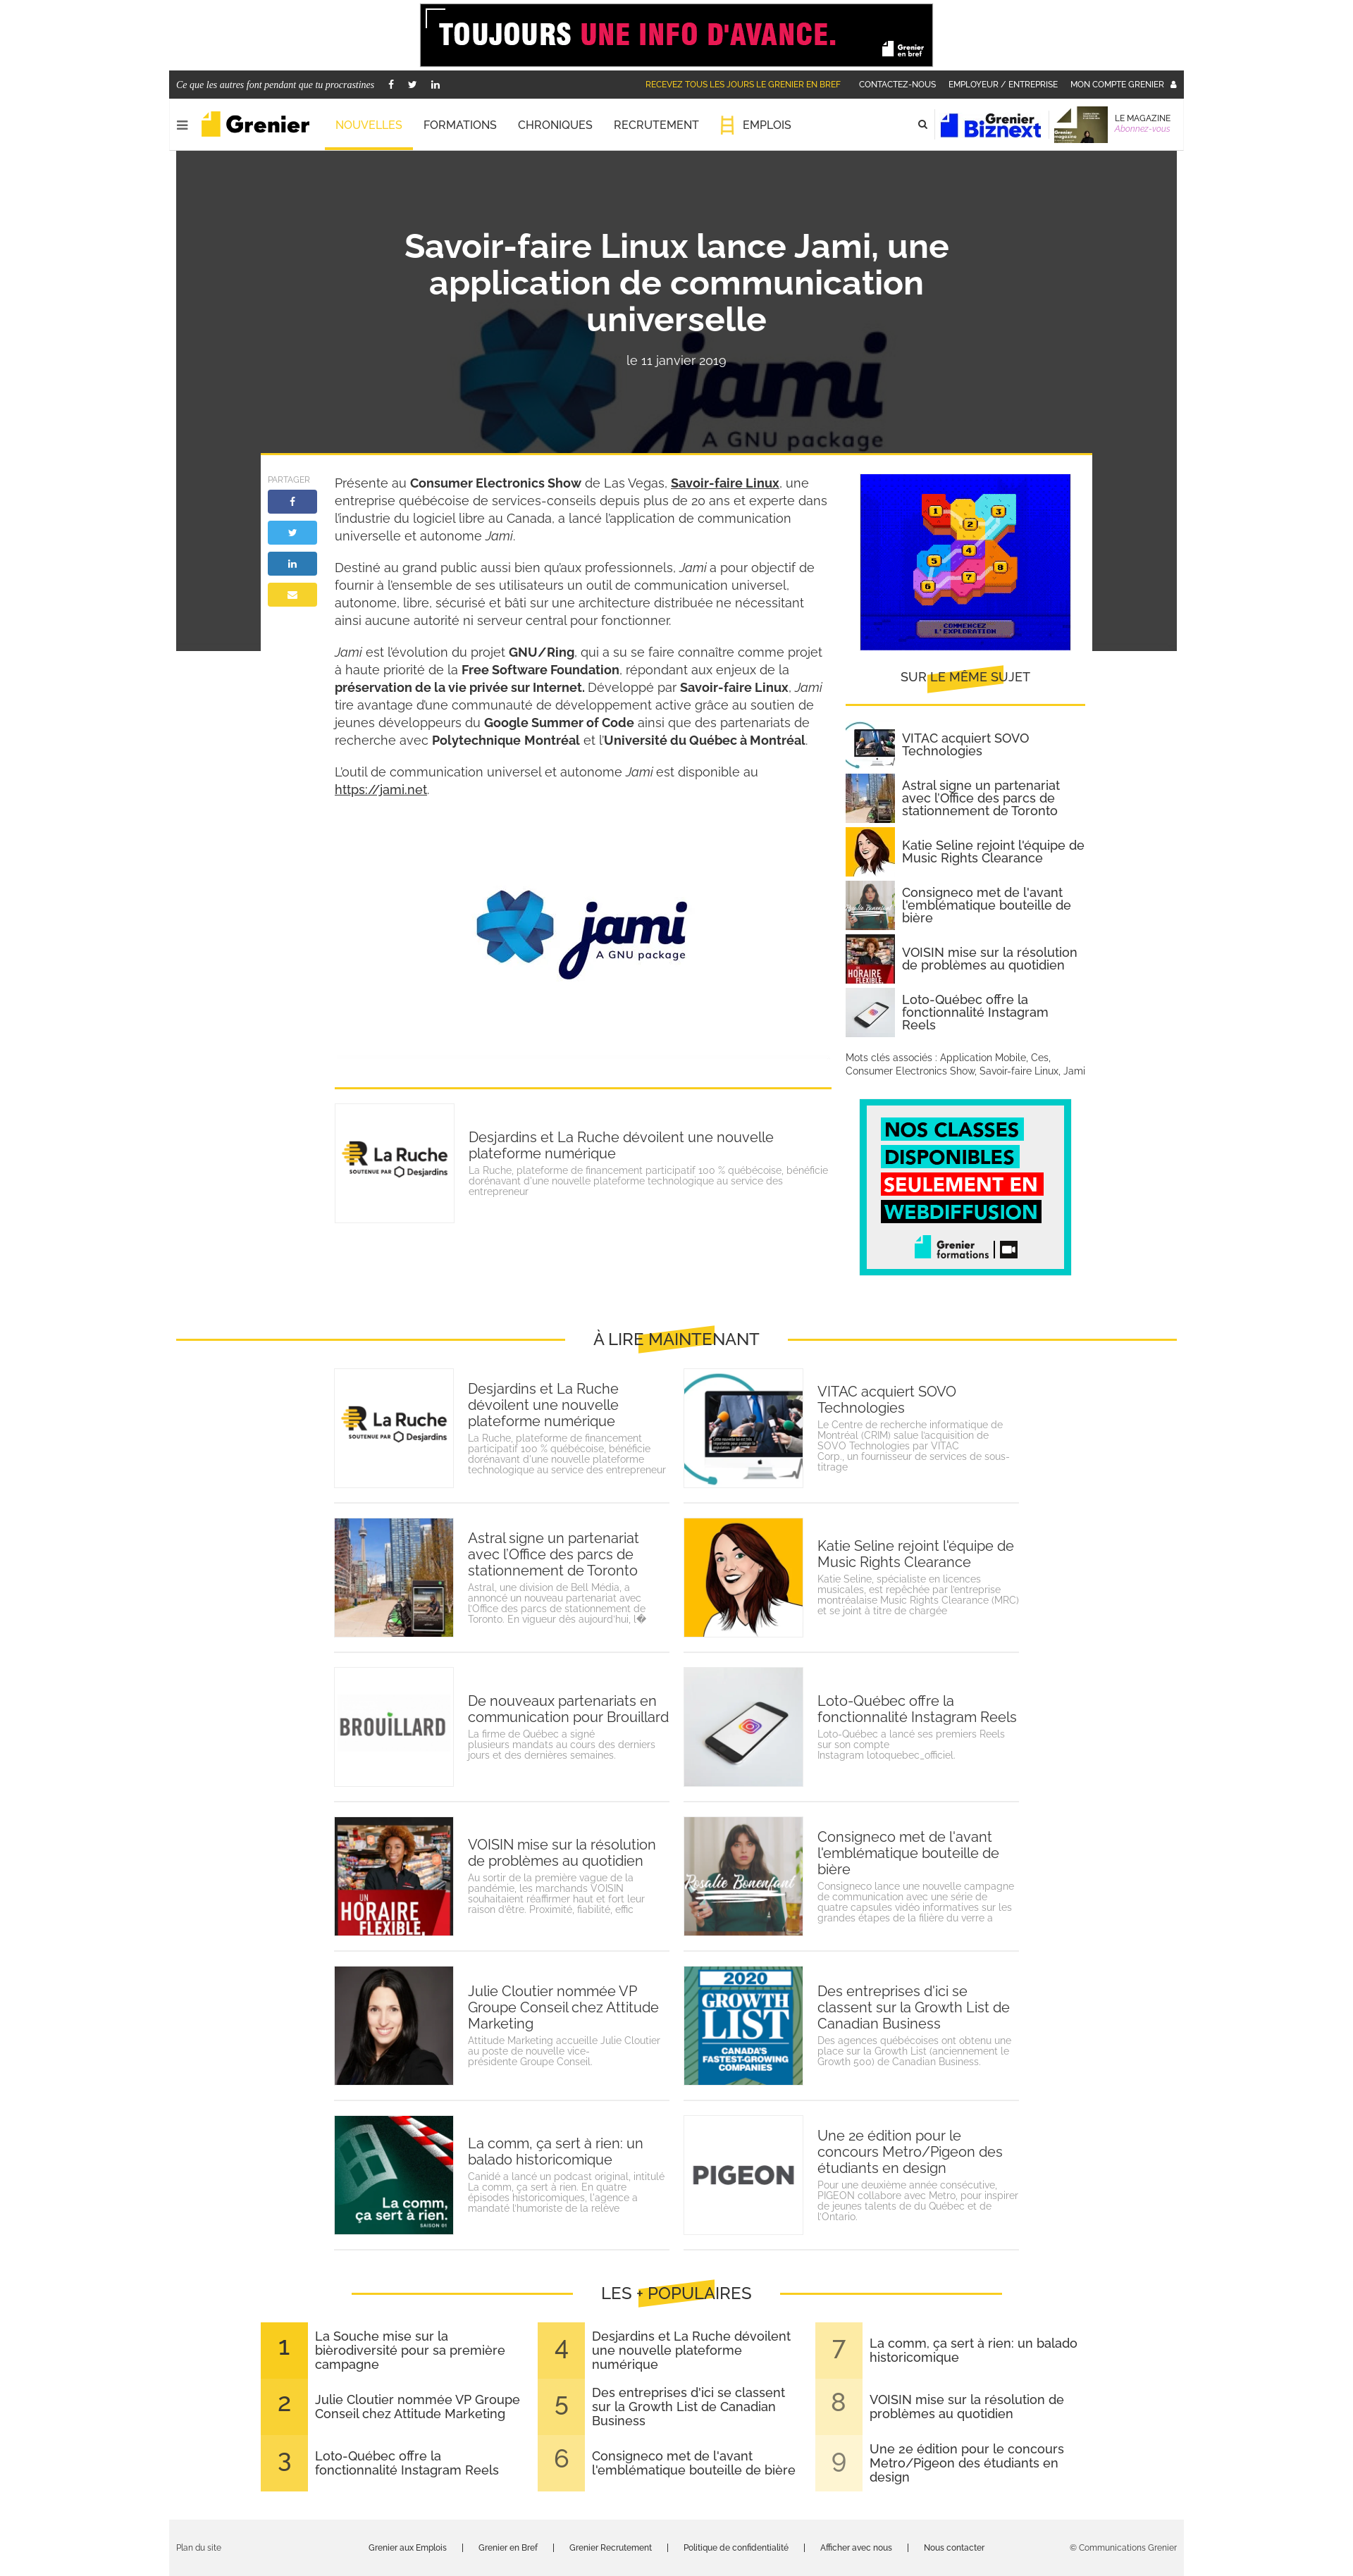 TOUJOURS UNE INFO D'AVANCE.
Grenier
en bref
Ce que les autres font pendant que tu procrastines
RECEVEZ TOUS LES JOURS LE GRENIER EN BREF
CONTACTEZ-NOUS
EMPLOYEUR / ENTREPRISE
MON COMPTE GRENIER
Grenier
NOUVELLES
FORMATIONS
CHRONIQUES
RECRUTEMENT
EMPLOIS
Grenier
Biznext
Grenier
magazine
LE MAGAZINE
Abonnez-vous
Savoir-faire Linux lance Jami, une
application de communication
universelle
le 11 janvier 2019
jami
A GNU package
PARTAGER
Présente au Consumer Electronics Show de Las Vegas, Savoir-faire Linux, une
entreprise québécoise de services-conseils depuis plus de 20 ans et experte dans
l'industrie du logiciel libre au Canada, a lancé l'application de communication
universelle et autonome Jami.
Destiné au grand public aussi bien qu'aux professionnels, Jami a pour objectif de
fournir à l'ensemble de ses utilisateurs un outil de communication universel,
autonome, libre, sécurisé et bâti sur une architecture distribuée ne nécessitant
ainsi aucune autorité ni serveur central pour fonctionner.
Jami est l'évolution du projet GNU/Ring, qui a su se faire connaître comme projet
à haute priorité de la Free Software Foundation, répondant aux enjeux de la
préservation de la vie privée sur Internet. Développé par Savoir-faire Linux, Jami
tire avantage d'une communauté de développement active grâce au soutien de
jeunes développeurs du Google Summer of Code ainsi que des partenariats de
recherche avec Polytechnique Montréal et l'Université du Québec à Montréal.
L'outil de communication universel et autonome Jami est disponible au
https://jami.net.
jami
A GNU package
1
2
3
4
5
6
7
8
COMMENCEZ
L'EXPLORATION
SUR LE MÊME SUJET
VITAC acquiert SOVO
Technologies
Astral signe un partenariat
avec l'Office des parcs de
stationnement de Toronto
Katie Seline rejoint l'équipe de
Music Rights Clearance
Rosalie Bonenfant
Consigneco met de l'avant
l'emblématique bouteille de
bière
HORAIRE
FLEXIBLE.
VOISIN mise sur la résolution
de problèmes au quotidien
Loto-Québec offre la
fonctionnalité Instagram
Reels
Mots clés associés : Application Mobile, Ces,
Consumer Electronics Show, Savoir-faire Linux, Jami
NOS CLASSES
DISPONIBLES
SEULEMENT EN
WEBDIFFUSION
Grenier
formations
La Ruche
SOUTENUE PAR Desjardins
Desjardins et La Ruche dévoilent une nouvelle
plateforme numérique
La Ruche, plateforme de financement participatif 100 % québécoise, bénéficie
dorénavant d'une nouvelle plateforme technologique au service des
entrepreneur
À LIRE MAINTENANT
La Ruche
SOUTENUE PAR Desjardins
Desjardins et La Ruche
dévoilent une nouvelle
plateforme numérique
La Ruche, plateforme de financement
participatif 100 % québécoise, bénéficie
dorénavant d'une nouvelle plateforme
technologique au service des entrepreneur
VITAC acquiert SOVO
Technologies
Le Centre de recherche informatique de
Montréal (CRIM) salue l'acquisition de
SOVO Technologies par VITAC
Corp., un fournisseur de services de sous-
titrage
Astral signe un partenariat
avec l'Office des parcs de
stationnement de Toronto
Astral, une division de Bell Média, a
annoncé un nouveau partenariat avec
l'Office des parcs de stationnement de
Toronto. En vigueur dès aujourd'hui, l�
Katie Seline rejoint l'équipe de
Music Rights Clearance
Katie Seline, spécialiste en licences
musicales, est repêchée par l'entreprise
montréalaise Music Rights Clearance (MRC)
et se joint à titre de chargée
BROUILLARD
De nouveaux partenariats en
communication pour Brouillard
La firme de Québec a signé
plusieurs mandats au cours des derniers
jours et des dernières semaines.
Loto-Québec offre la
fonctionnalité Instagram Reels
Loto-Québec a lancé ses premiers Reels
sur son compte
Instagram lotoquebec_officiel.
UN
HORAIRE
FLEXIBLE.
VOISIN mise sur la résolution
de problèmes au quotidien
Au sortir de la première vague de la
pandémie, les marchands VOISIN
souhaitaient réaffirmer haut et fort leur
raison d'être. Proximité, fiabilité, effic
Rosalie Bonenfant
Consigneco met de l'avant
l'emblématique bouteille de
bière
Consigneco lance une nouvelle campagne
de communication avec une série de
quatre capsules vidéo informatives sur les
grandes étapes de la filière du verre a
Julie Cloutier nommée VP
Groupe Conseil chez Attitude
Marketing
Attitude Marketing accueille Julie Cloutier
au poste de nouvelle vice-
présidente Groupe Conseil.
2020
GROWTH
LIST
CANADA'S
FASTEST-GROWING
COMPANIES
Des entreprises d'ici se
classent sur la Growth List de
Canadian Business
Des agences québécoises ont obtenu une
place sur la Growth List (anciennement le
Growth 500) de Canadian Business.
La comm,
ça sert à rien.
SAISON 01
La comm, ça sert à rien: un
balado historicomique
Canidé a lancé un podcast original, intitulé
La comm, ça sert à rien. En quatre
épisodes historicomiques, l'agence a
mandaté l'humoriste de la relève
PIGEON
Une 2e édition pour le
concours Metro/Pigeon des
étudiants en design
Pour une deuxième année consécutive,
PIGEON collabore avec Metro, pour inspirer
de jeunes talents de du Québec et de
l'Ontario.
LES + POPULAIRES
1
La Souche mise sur la
bièrodiversité pour sa première
campagne
2
Julie Cloutier nommée VP Groupe
Conseil chez Attitude Marketing
3
Loto-Québec offre la
fonctionnalité Instagram Reels
4
Desjardins et La Ruche dévoilent
une nouvelle plateforme
numérique
5
Des entreprises d'ici se classent
sur la Growth List de Canadian
Business
6
Consigneco met de l'avant
l'emblématique bouteille de bière
7
La comm, ça sert à rien: un balado
historicomique
8
VOISIN mise sur la résolution de
problèmes au quotidien
9
Une 2e édition pour le concours
Metro/Pigeon des étudiants en
design
Plan du site
Grenier aux Emplois | Grenier en Bref | Grenier Recrutement | Politique de confidentialité | Afficher avec nous | Nous contacter
© Communications Grenier